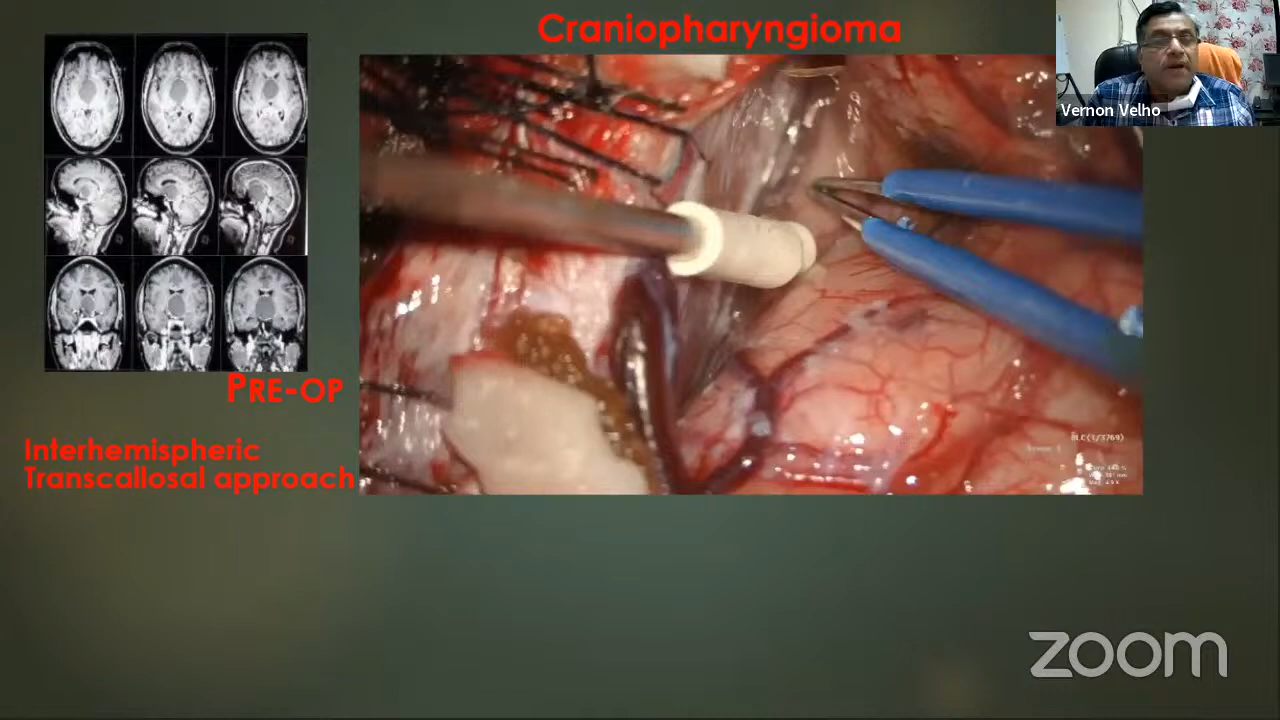 Craniopharyngioma
Vernon Velho
PRE-OP
Interhemispheric
Transcallosal approach
zoom